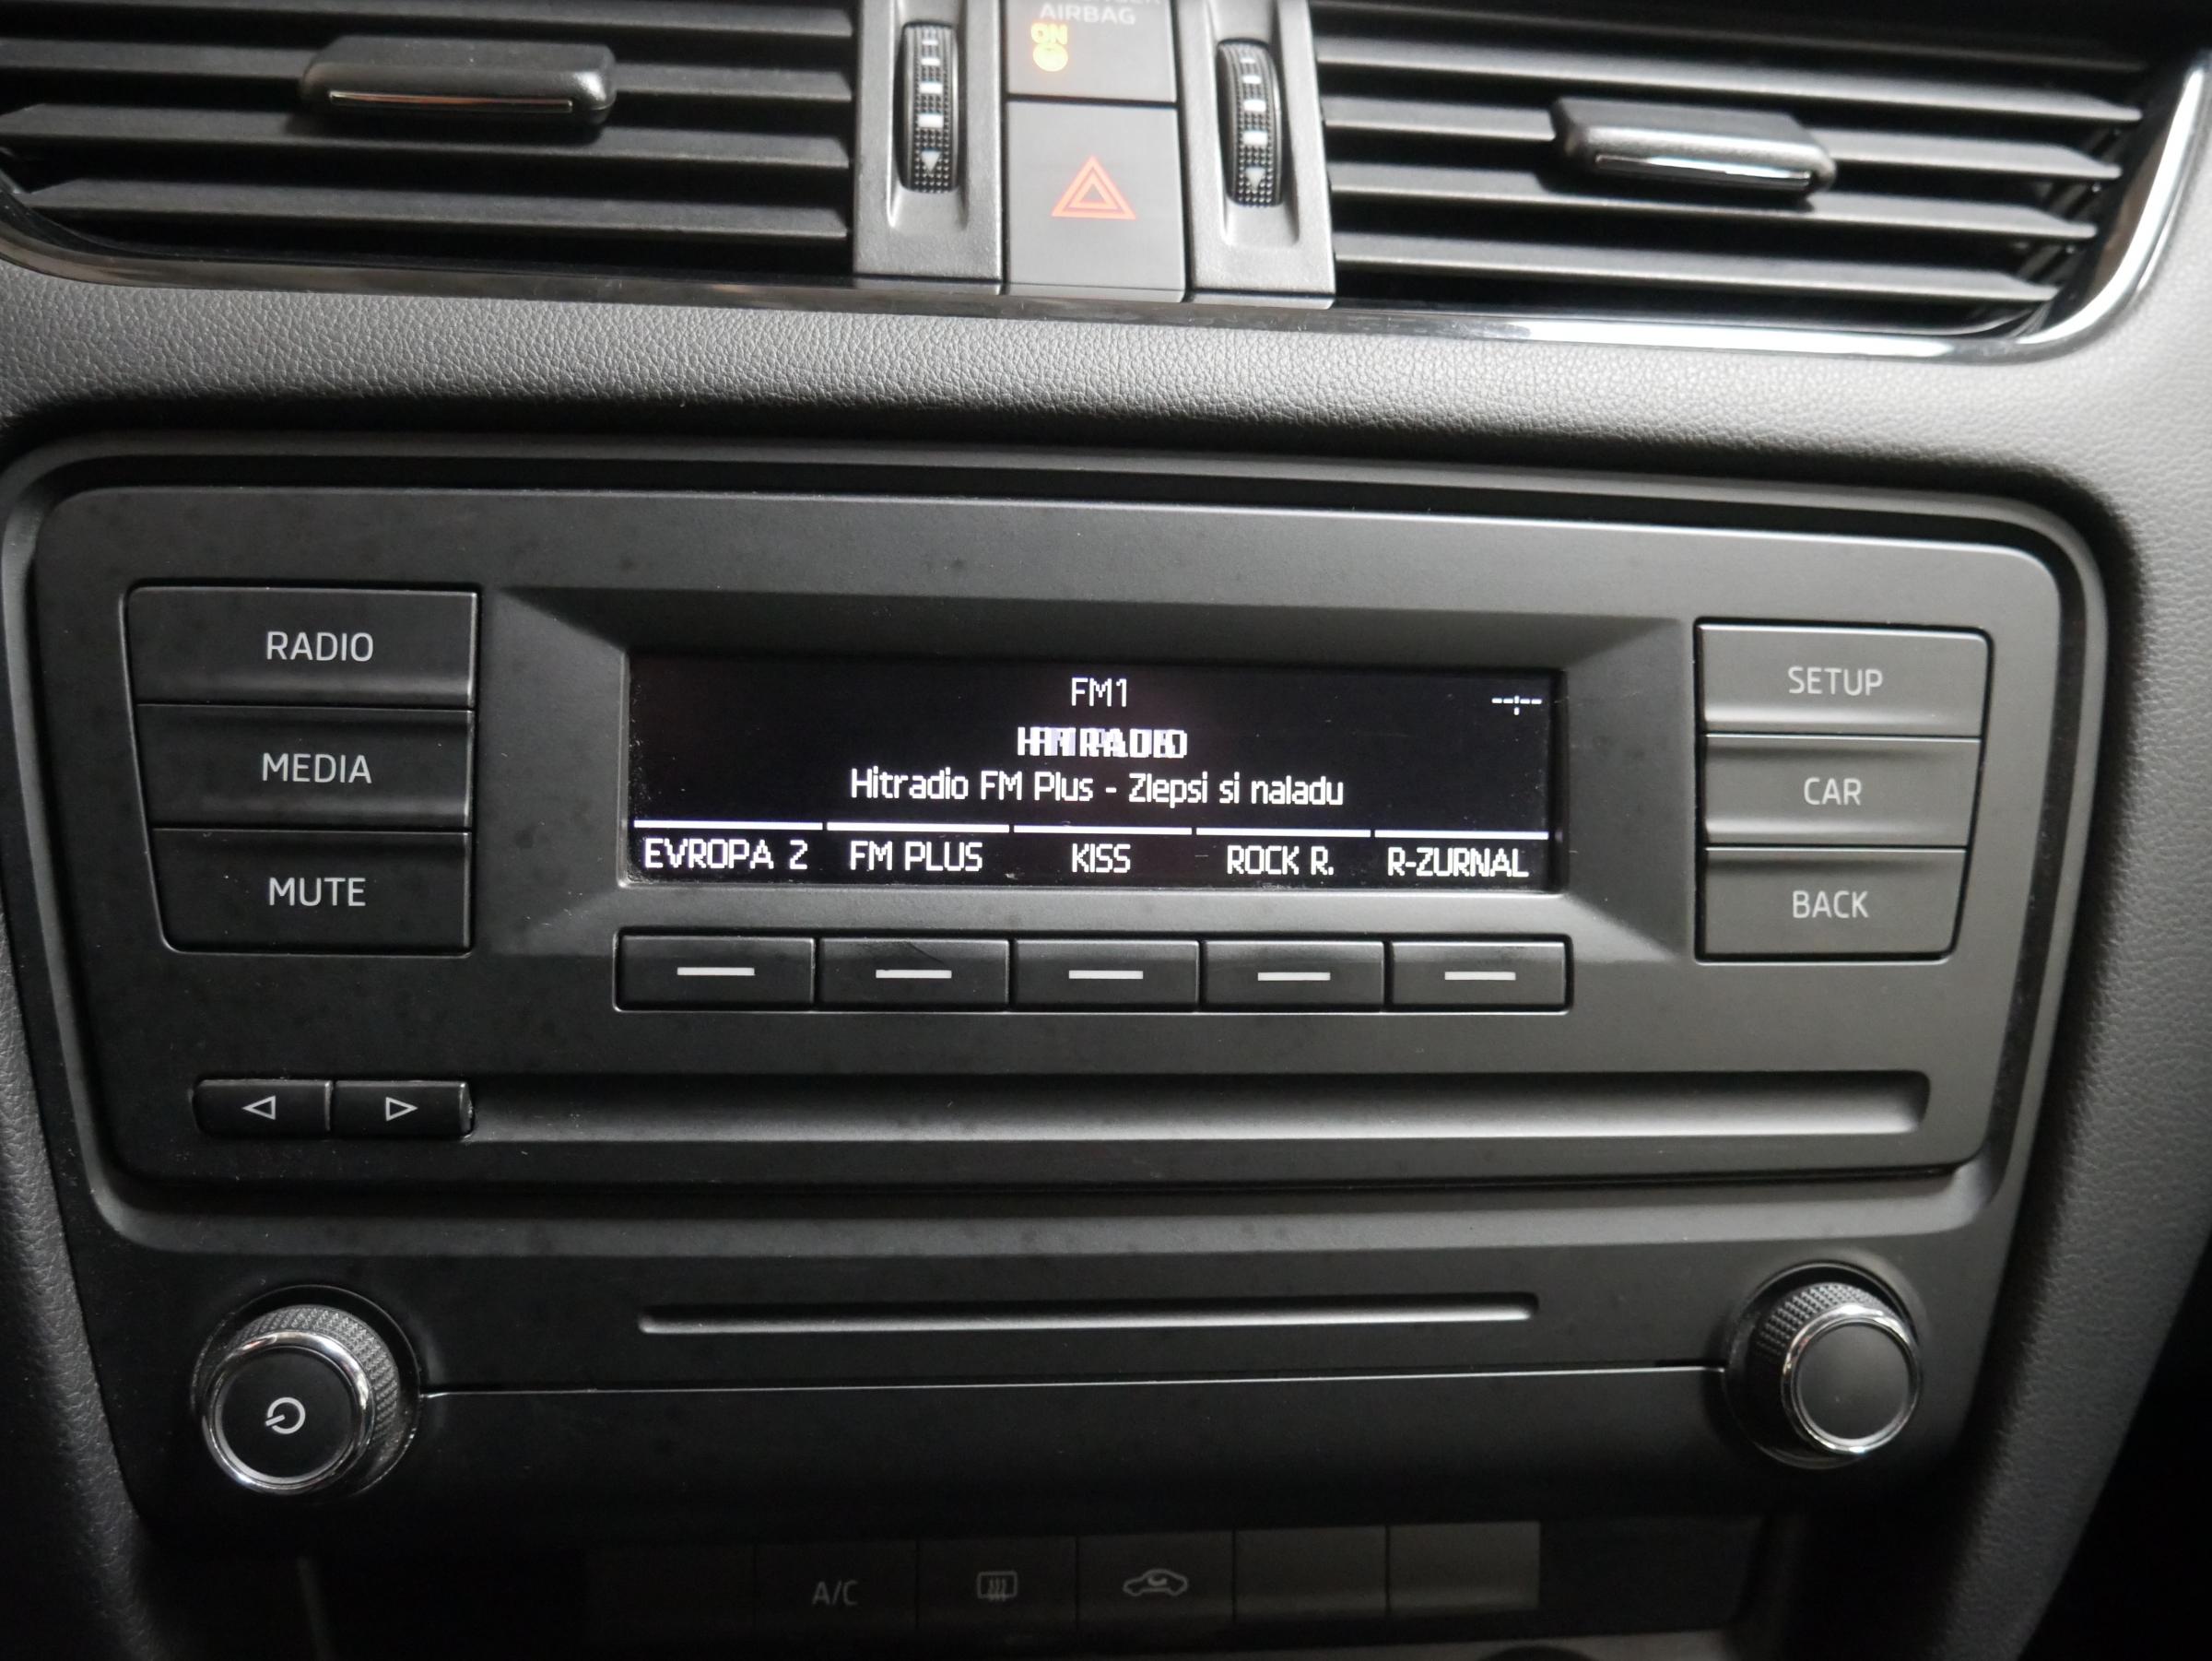 AIRBAG
ON
RADIO
MEDIA
MUTE
FM1
--:--
HITRADIO
Hitradio FM Plus - Zlepsi si naladu
EVROPA 2
FM PLUS
KISS
ROCK R.
R-ZURNAL
SETUP
CAR
BACK
A/C